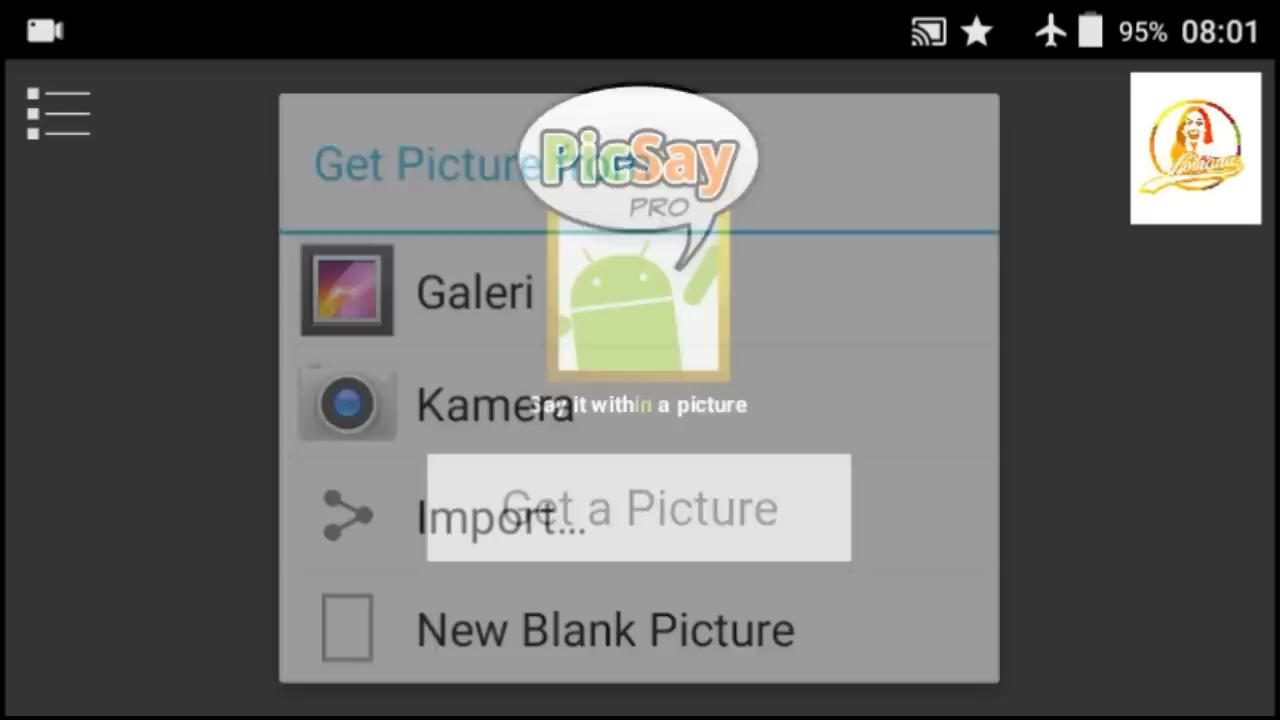 95% 08:01
PicSay
PRO
Get Picture
Galeri
Kamera
Say it within a picture
Get a Picture
Import...
New Blank Picture